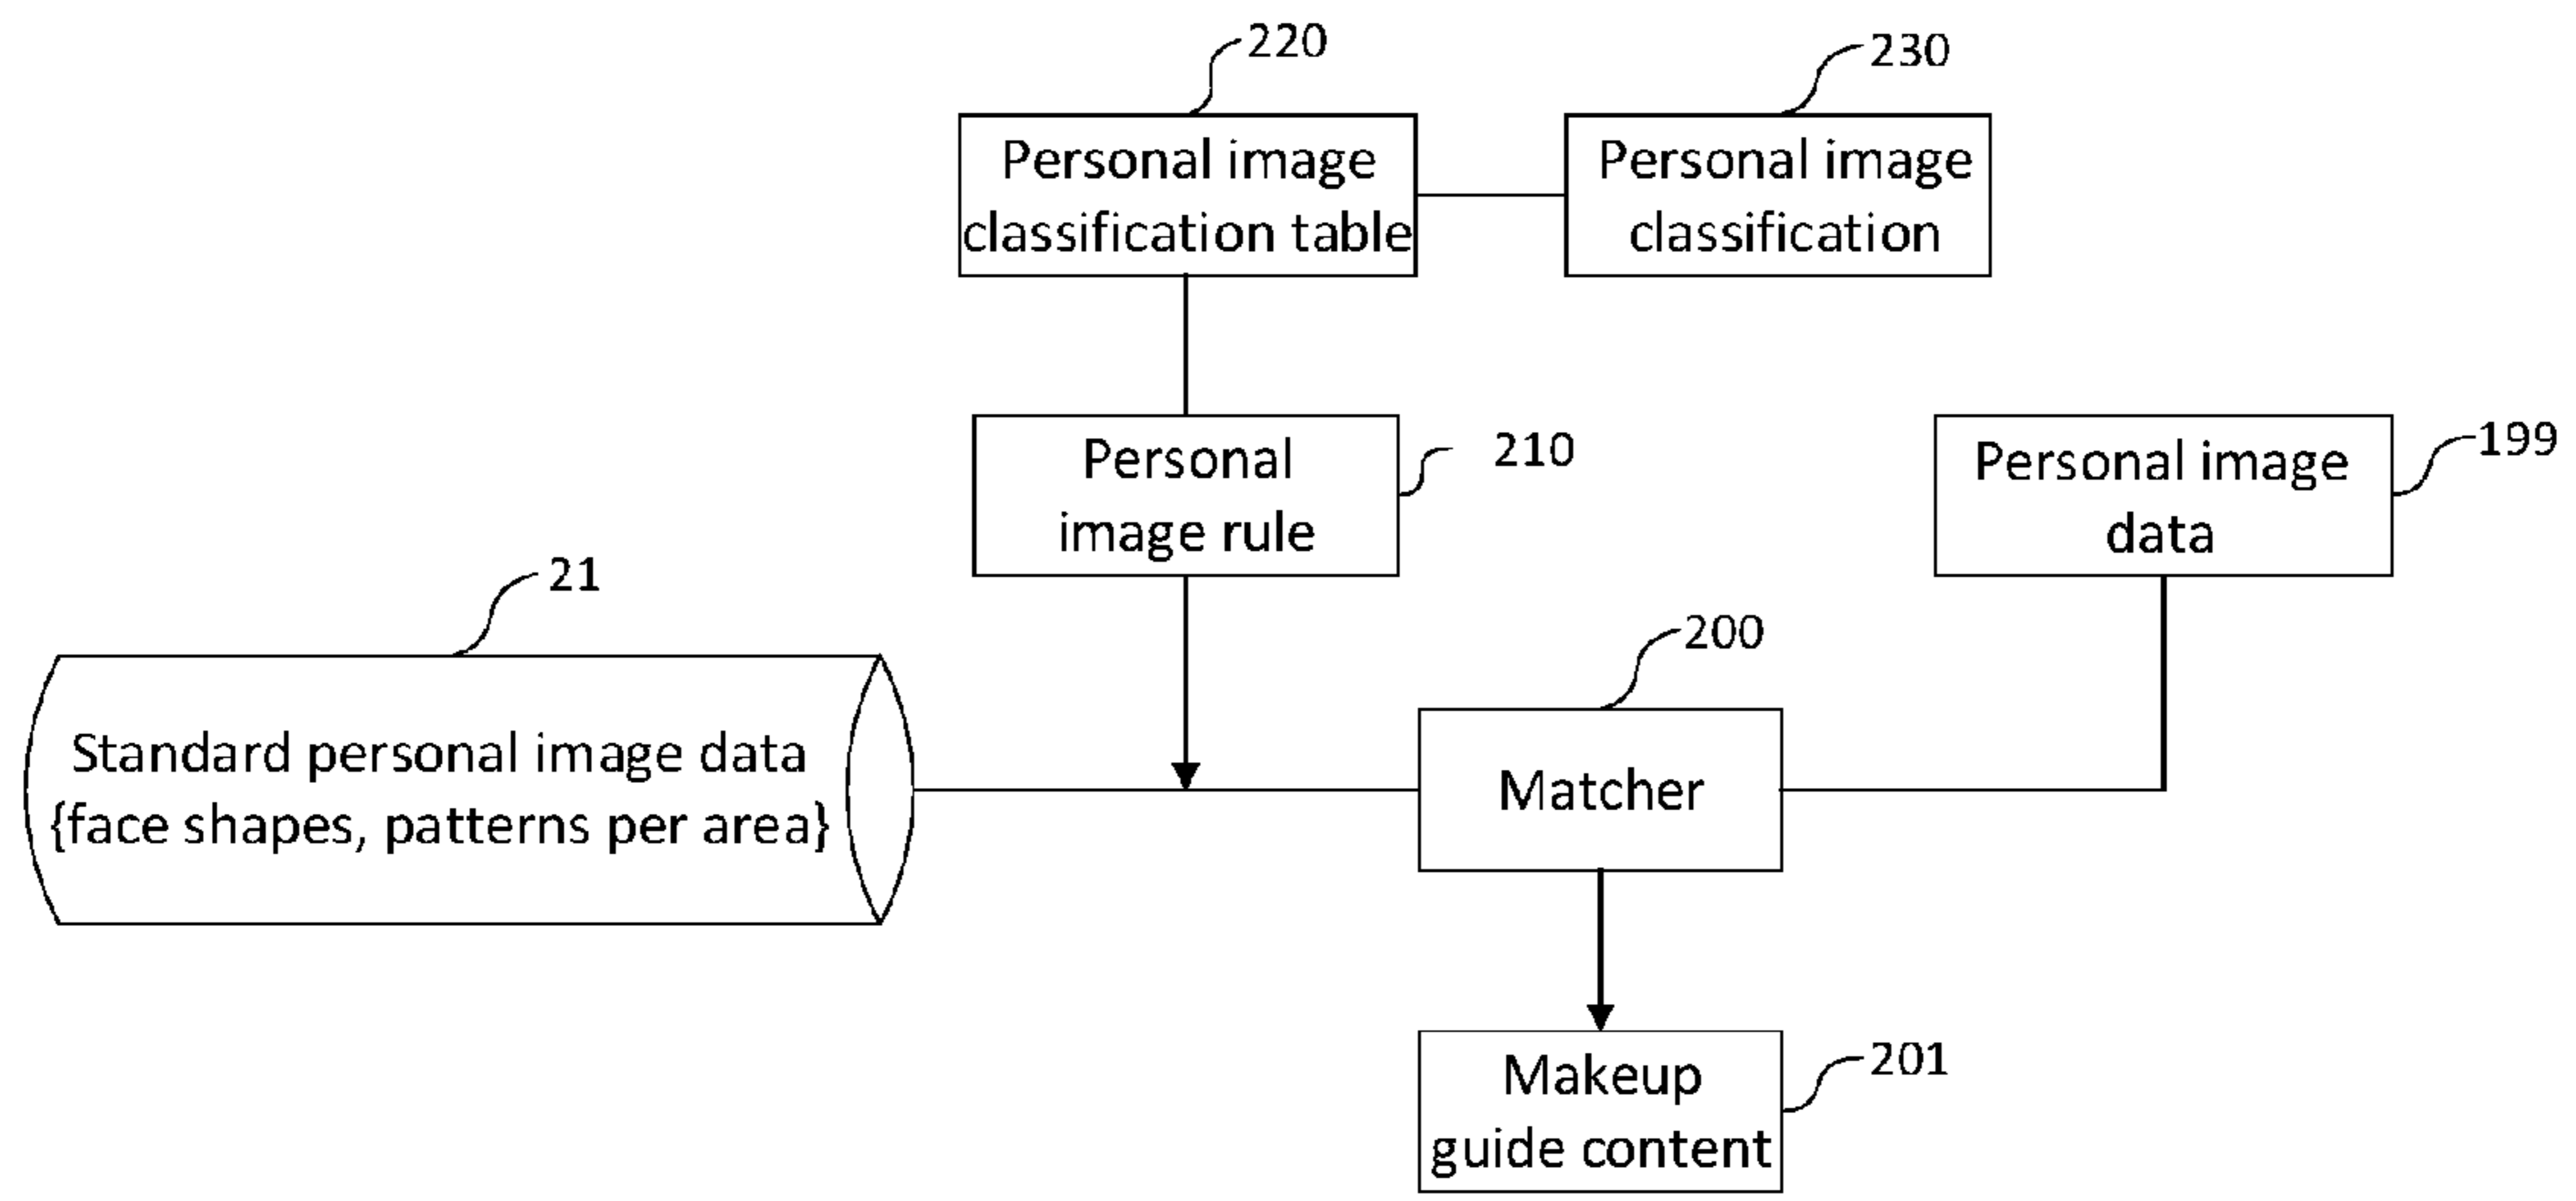 220
230
Personal image
classification table
Personal image
classification
Personal
image rule
210
Personal image
data
199
21
200
Standard personal image data
{face shapes, patterns per area}
Matcher
Makeup
guide content
201